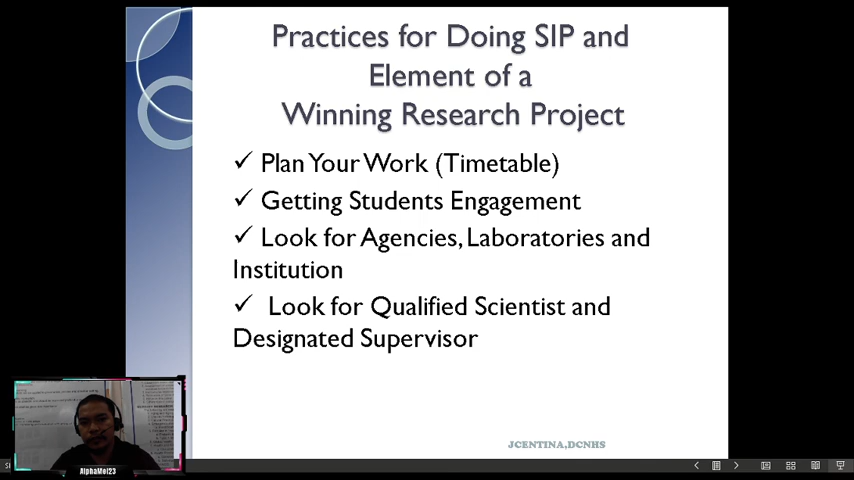 Practices for Doing SIP and
Element of a
Winning Research Project
✓ Plan Your Work (Timetable)
✓ Getting Students Engagement
✓ Look for Agencies, Laboratories and
Institution
✓ Look for Qualified Scientist and
Designated Supervisor
JCENTINA,DCNHS
AlphaMel23